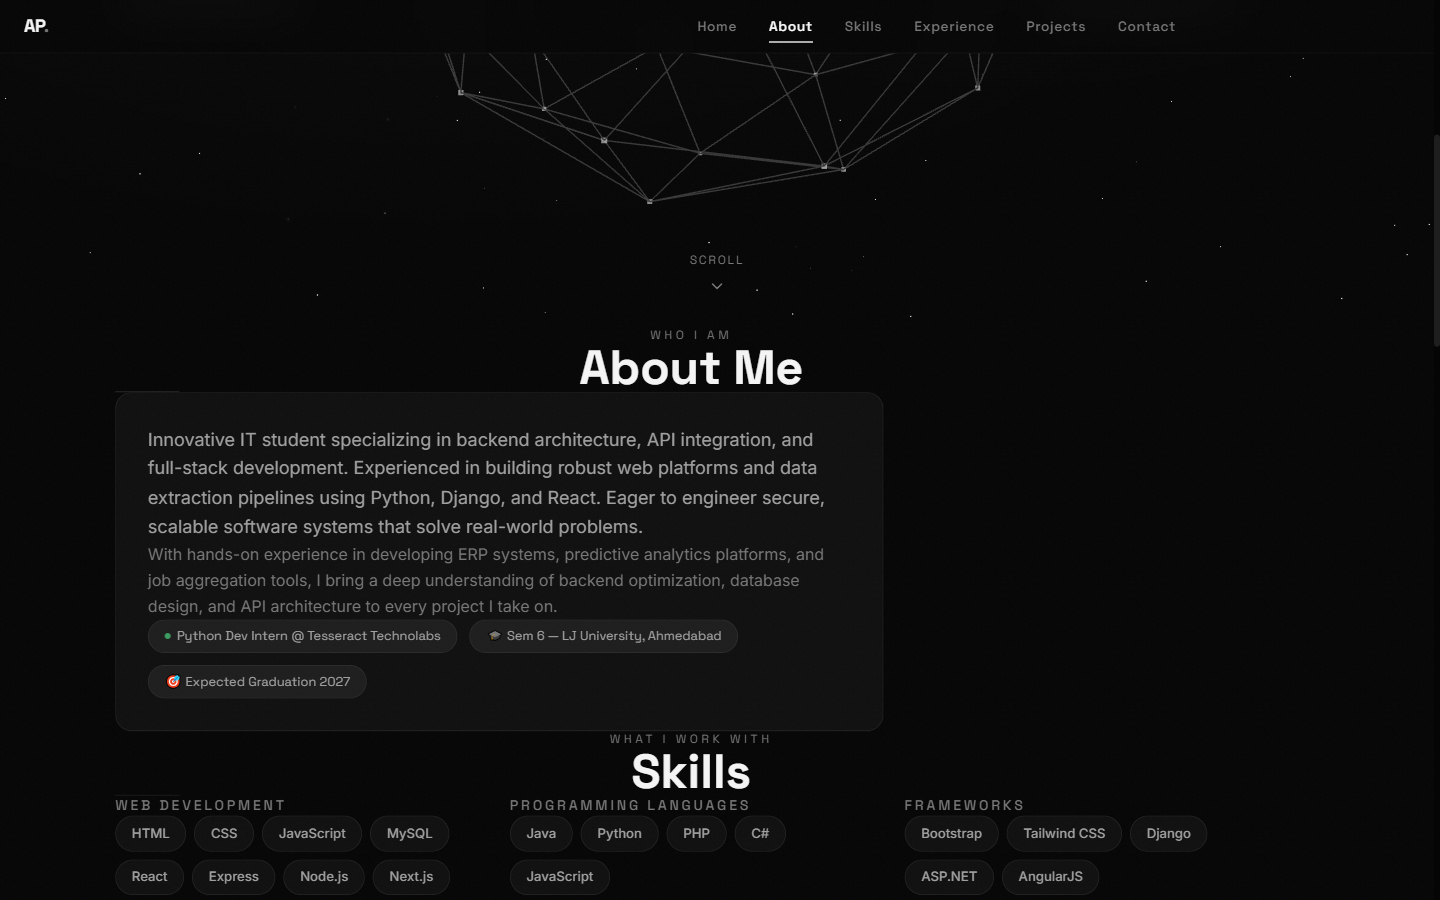 AP.
Home About Skills Experience Projects Contact
SCROLL
WHO I AM
About Me
Innovative IT student specializing in backend architecture, API integration, and
full-stack development. Experienced in building robust web platforms and data
extraction pipelines using Python, Django, and React. Eager to engineer secure,
scalable software systems that solve real-world problems.
With hands-on experience in developing ERP systems, predictive analytics platforms, and
job aggregation tools, I bring a deep understanding of backend optimization, database
design, and API architecture to every project I take on.
Python Dev Intern @ Tesseract Technolabs
🎓 Sem 6 — LJ University, Ahmedabad
🎯 Expected Graduation 2027
WHAT I WORK WITH
Skills
WEB DEVELOPMENT
HTML CSS JavaScript MySQL
React Express Node.js Next.js
PROGRAMMING LANGUAGES
Java Python PHP C#
JavaScript
FRAMEWORKS
Bootstrap Tailwind CSS Django
ASP.NET AngularJS